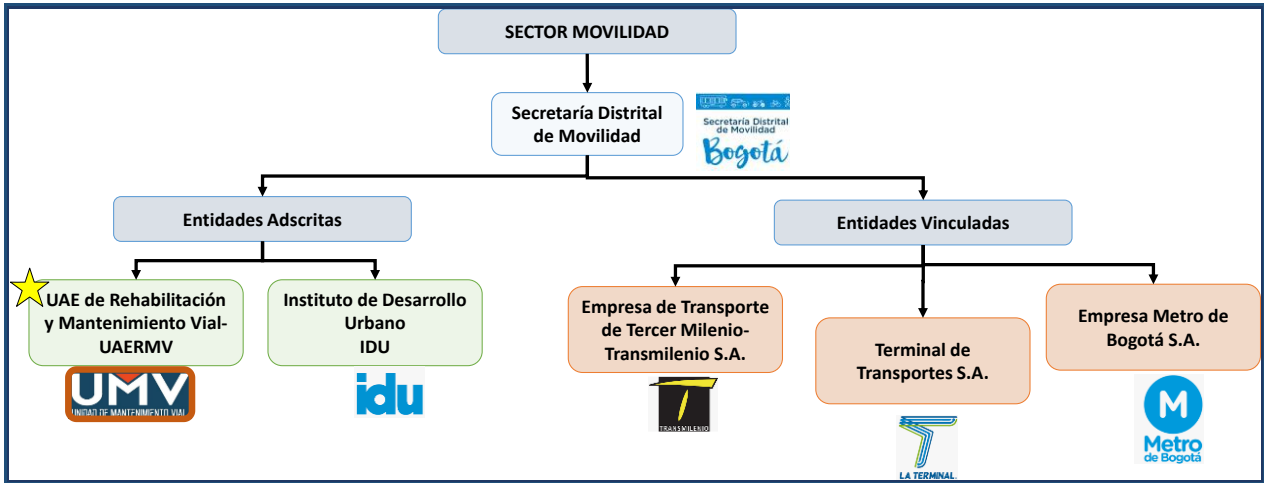 SECTOR MOVILIDAD
Secretaría Distrital
de Movilidad
Secretaría Distrital
de Movilidad
Bogotá
Entidades Adscritas
Entidades Vinculadas
UAE de Rehabilitación
y Mantenimiento Vial-
UAERMV
UMV
UNIDAD DE MANTENIMIENTO VIAL
Instituto de Desarrollo
Urbano
IDU
idu
Empresa de Transporte
de Tercer Milenio-
Transmilenio S.A.
TRANSMILENIO
Terminal de
Transportes S.A.
LA TERMINAL.
Empresa Metro de
Bogotá S.A.
M
Metro
de Bogotá